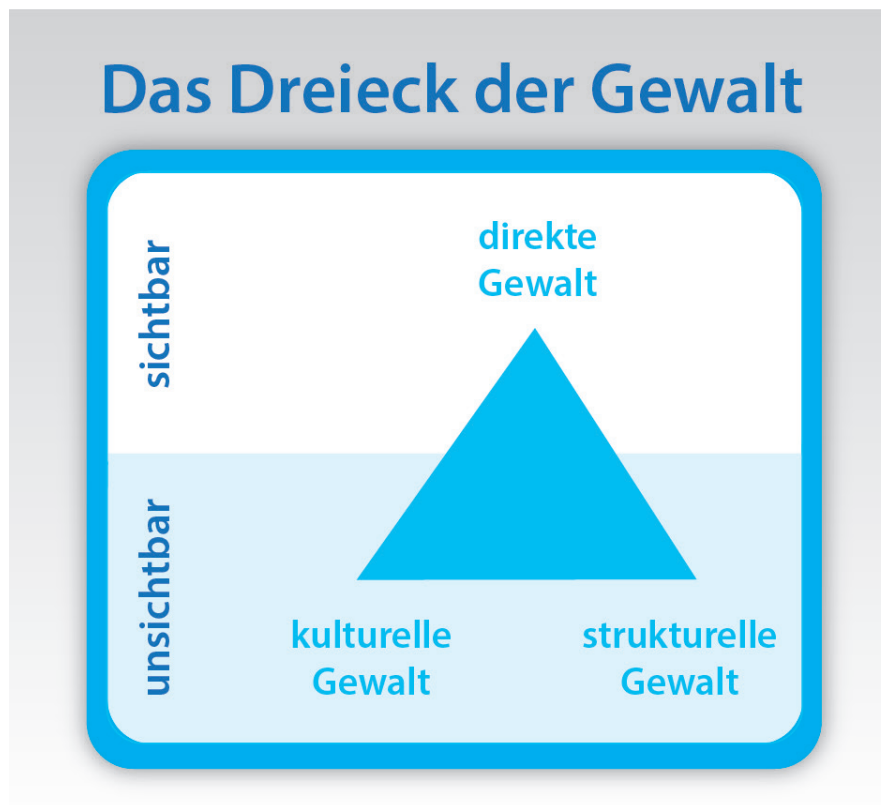 Das Dreieck der Gewalt
sichtbar
direkte
Gewalt
unsichtbar
kulturelle
Gewalt
strukturelle
Gewalt